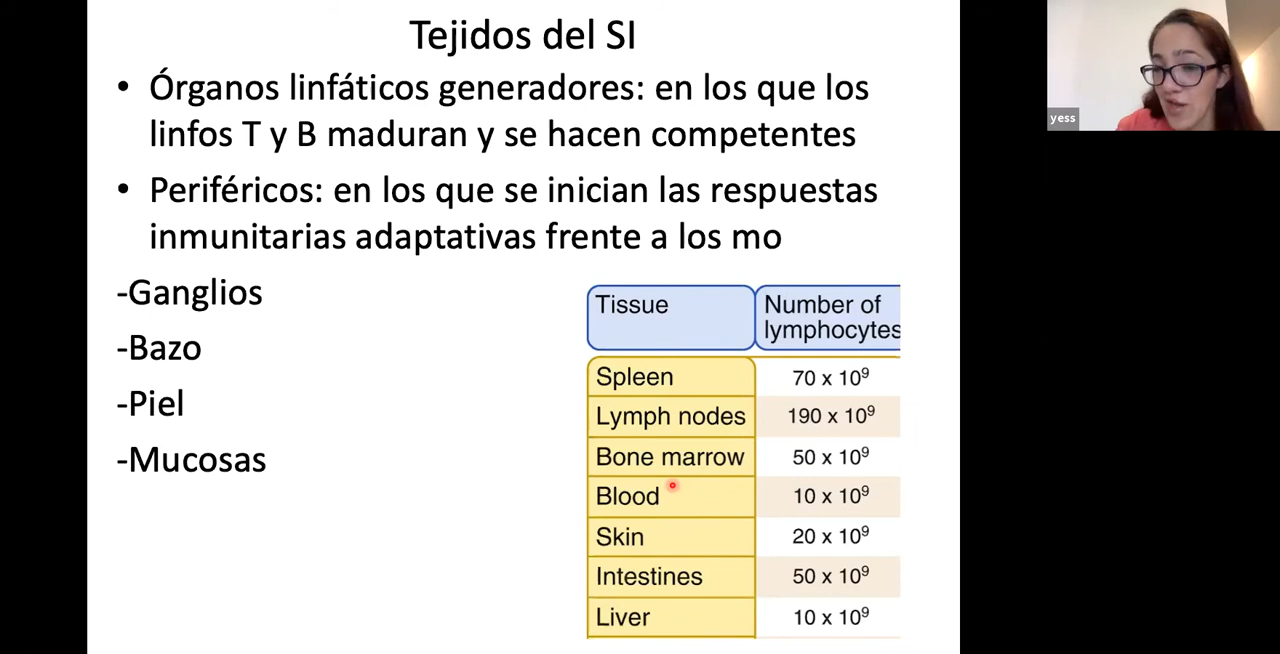 Tejidos del SI
• Órganos linfáticos generadores: en los que los
linfos T y B maduran y se hacen competentes
• Periféricos: en los que se inician las respuestas
inmunitarias adaptativas frente a los mo
-Ganglios
-Bazo
-Piel
-Mucosas
Tissue Number of
lymphocytes
Spleen 70 x 10⁹
Lymph nodes 190 x 10⁹
Bone marrow 50 x 10⁹
Blood 10 x 10⁹
Skin 20 x 10⁹
Intestines 50 x 10⁹
Liver 10 x 10⁹
yess